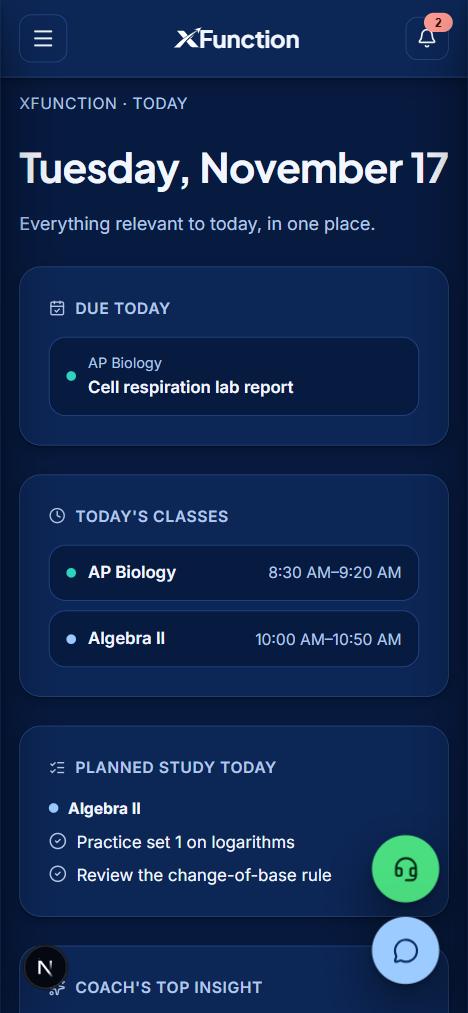 2
XFunction
XFUNCTION · TODAY
Tuesday, November 17
Everything relevant to today, in one place.
DUE TODAY
AP Biology
Cell respiration lab report
TODAY'S CLASSES
AP Biology 8:30 AM–9:20 AM
Algebra II 10:00 AM–10:50 AM
PLANNED STUDY TODAY
Algebra II
Practice set 1 on logarithms
Review the change-of-base rule
N
COACH'S TOP INSIGHT